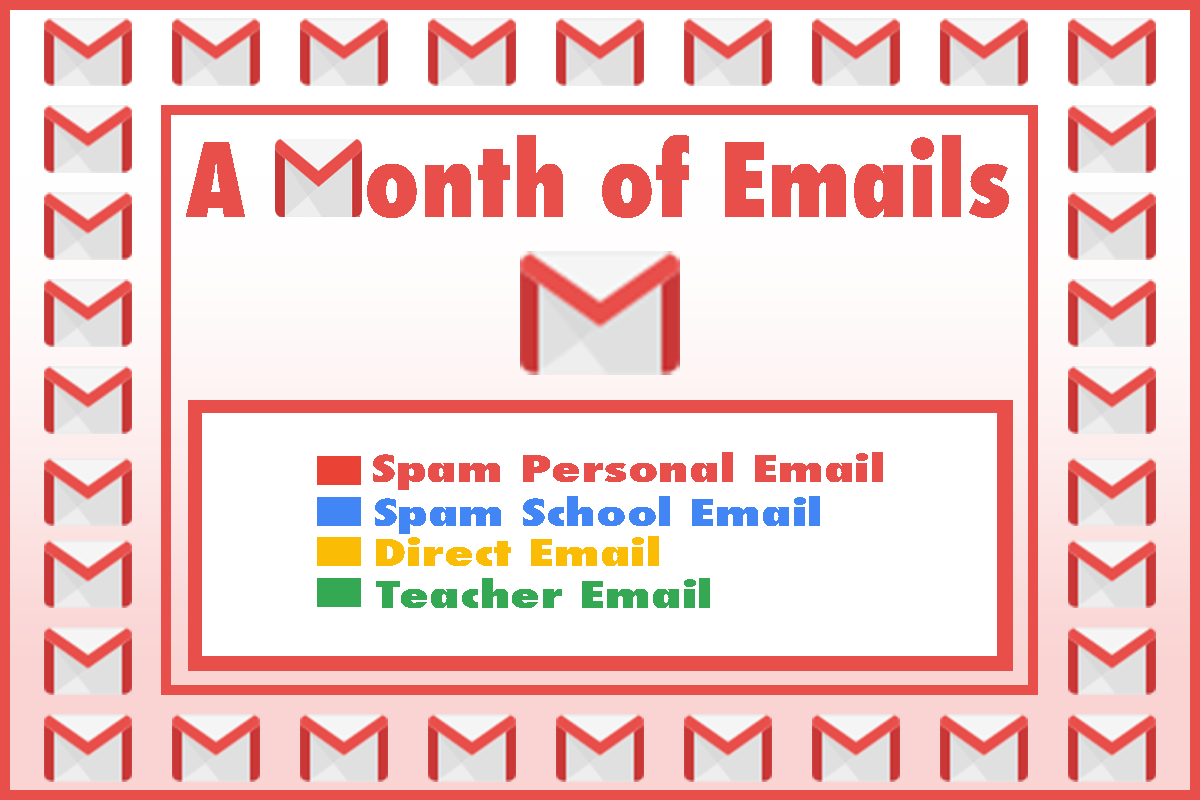 A Month of Emails
Spam Personal Email
Spam School Email
Direct Email
Teacher Email